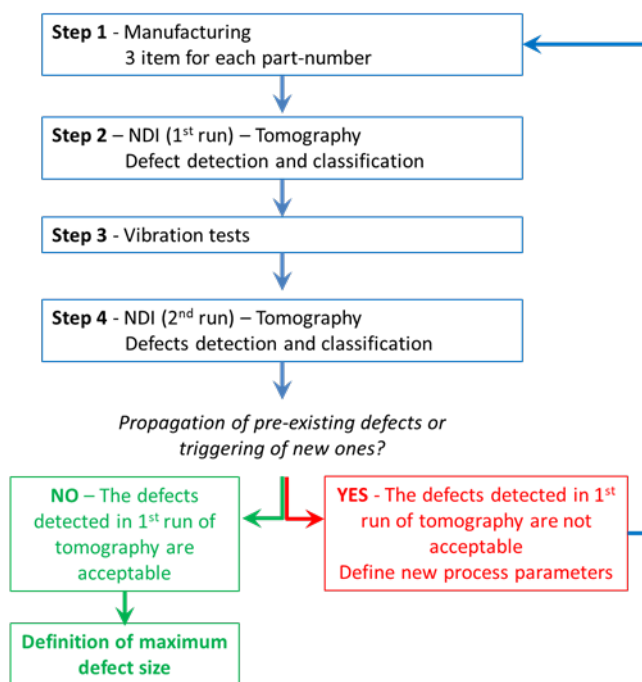 Step 1 - Manufacturing
3 item for each part-number
Step 2 – NDI (1st run) – Tomography
Defect detection and classification
Step 3 - Vibration tests
Step 4 - NDI (2nd run) – Tomography
Defects detection and classification
Propagation of pre-existing defects or
triggering of new ones?
NO – The defects
detected in 1st run of
tomography are
acceptable
YES - The defects detected in 1st
run of tomography are not
acceptable
Define new process parameters
Definition of maximum
defect size